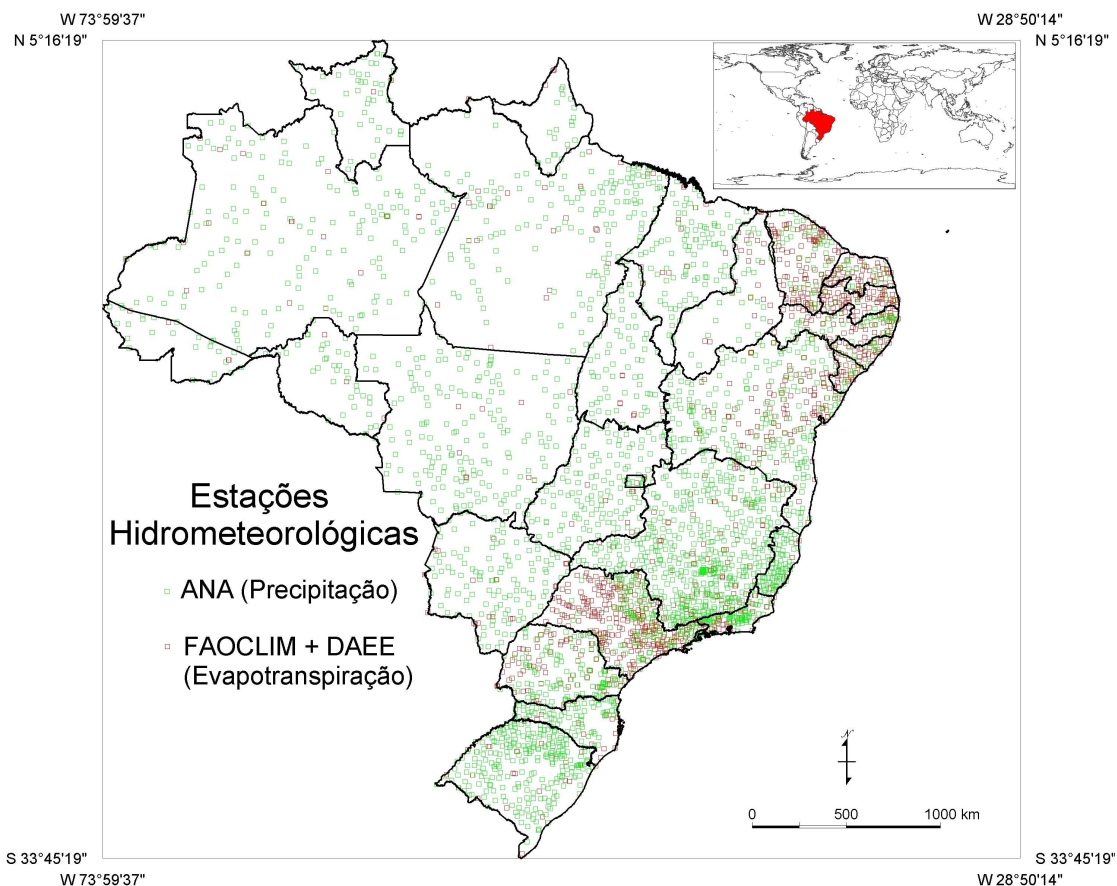 W 73°59'37"
W 28°50'14"
N 5°16'19"
N 5°16'19"
Estações
Hidrometeorológicas
ANA (Precipitação)
FAOCLIM + DAEE
(Evapotranspiração)
N
0 500 1000 km
S 33°45'19"
S 33°45'19"
W 73°59'37"
W 28°50'14"